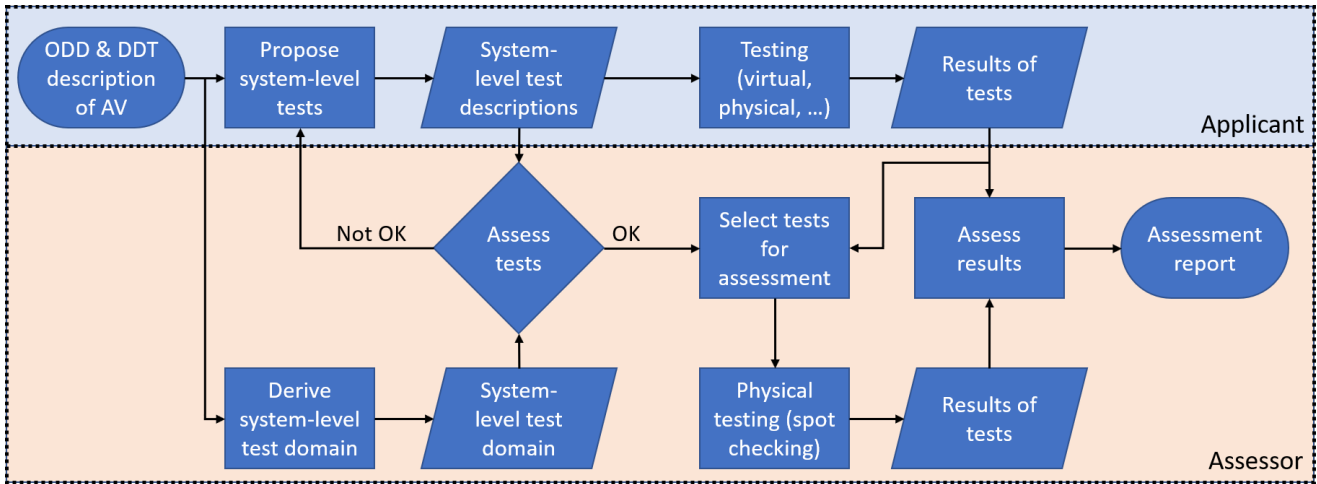 ODD & DDT
description
of AV
Propose
system-level
tests
System-
level test
descriptions
Testing
(virtual,
physical, ...)
Results of
tests
Applicant
Not OK
Assess
tests
OK
Select tests
for
assessment
Assess
results
Assessment
report
Derive
system-level
test domain
System-
level test
domain
Physical
testing (spot
checking)
Results of
tests
Assessor